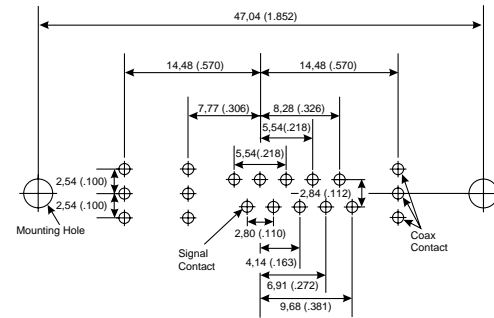 47,04 (1.852)
14,48 (.570)
14,48 (.570)
7,77 (.306)
8,28 (.326)
5,54(.218)
5,54(.218)
2,54 (.100)
2,84 (.112)
2,54 (.100)
Mounting Hole
2,80 (.110)
Signal
Contact
Coax
Contact
4,14 (.163)
6,91 (.272)
9,68 (.381)